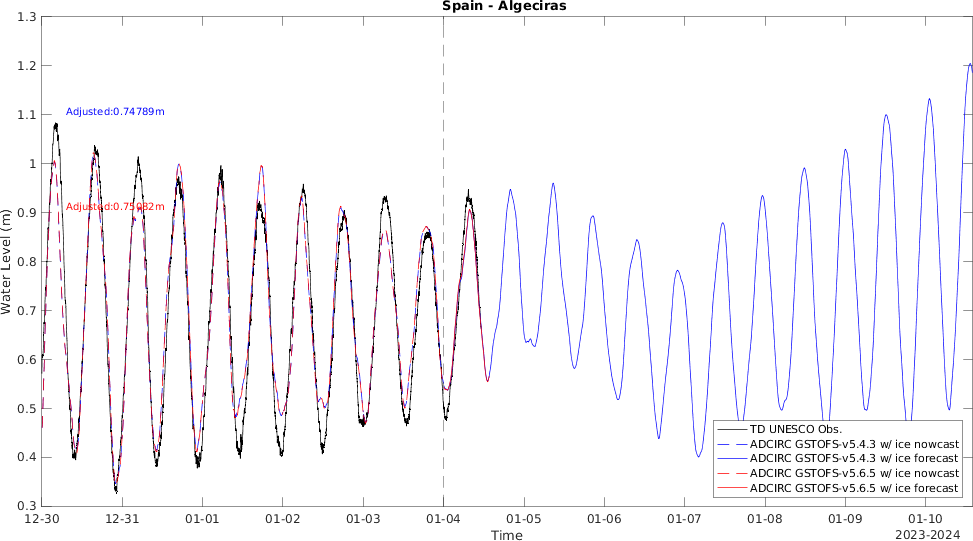 Spain - Algeciras
1.3
1.2
1.1
1
0.9
0.8
0.7
0.6
0.5
0.4
0.3
Water Level (m)
Adjusted:0.74789m
Adjusted:0.75032m
TD UNESCO Obs.
ADCIRC GSTOFS-v5.4.3 w/ ice nowcast
ADCIRC GSTOFS-v5.4.3 w/ ice forecast
ADCIRC GSTOFS-v5.6.5 w/ ice nowcast
ADCIRC GSTOFS-v5.6.5 w/ ice forecast
12-30 12-31 01-01 01-02 01-03 01-04 01-05 01-06 01-07 01-08 01-09 01-10
Time
2023-2024